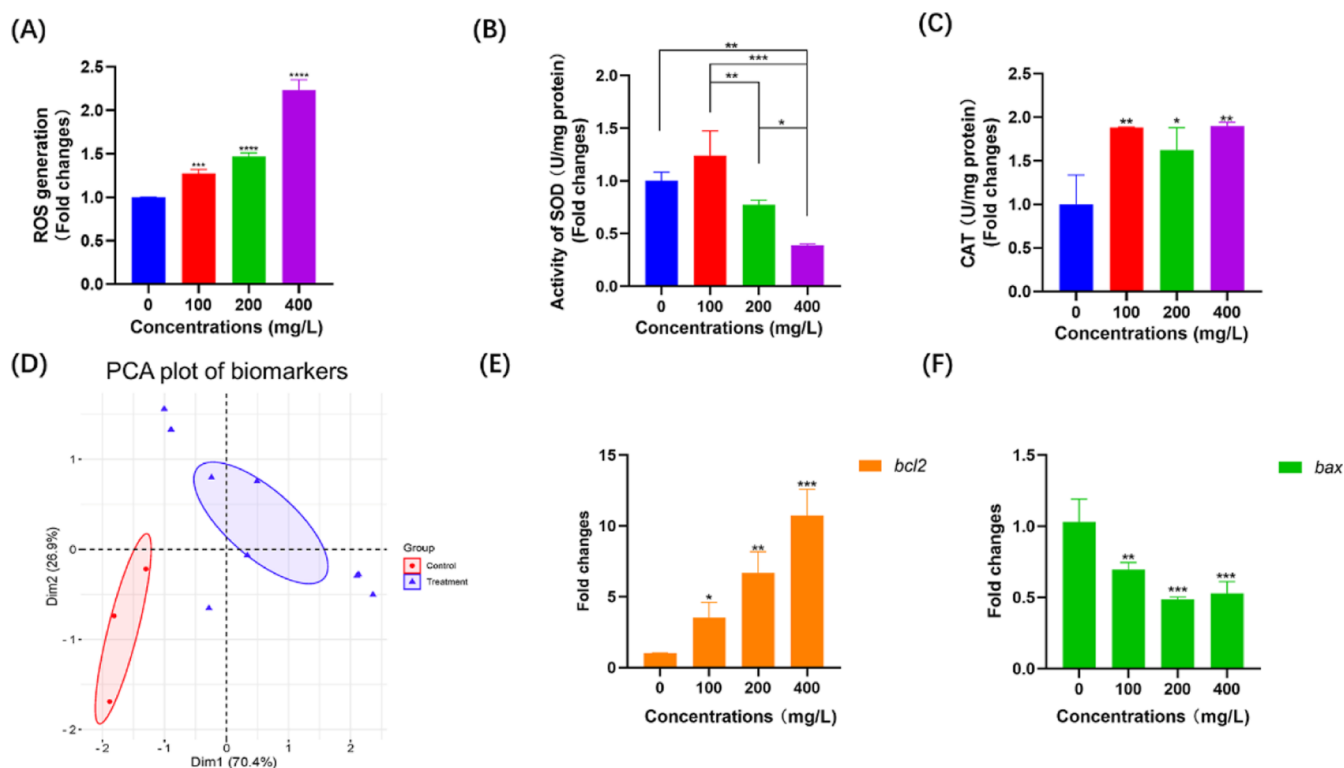 (A)
ROS generation
(Fold changes)
2.5
2.0
1.5
1.0
0.5
0.0
***
****
****
0 100 200 400
Concentrations (mg/L)
(B)
Activity of SOD (U/mg protein)
(Fold changes)
2.0
1.5
1.0
0.5
0.0
**
***
**
*
0 100 200 400
Concentrations (mg/L)
(C)
CAT (U/mg protein)
(Fold changes)
2.5
2.0
1.5
1.0
0.5
0.0
** * **
0 100 200 400
Concentrations (mg/L)
(D)
PCA plot of biomarkers
Dim2 (26.9%)
1
0
-1
-2
-2 -1 0 1 2
Dim1 (70.4%)
Group
Control
Treatment
(E)
Fold changes
15
10
5
0
*
**
***
0 100 200 400
Concentrations (mg/L)
bcl2
(F)
Fold changes
1.5
1.0
0.5
0.0
**
***
***
0 100 200 400
Concentrations (mg/L)
bax